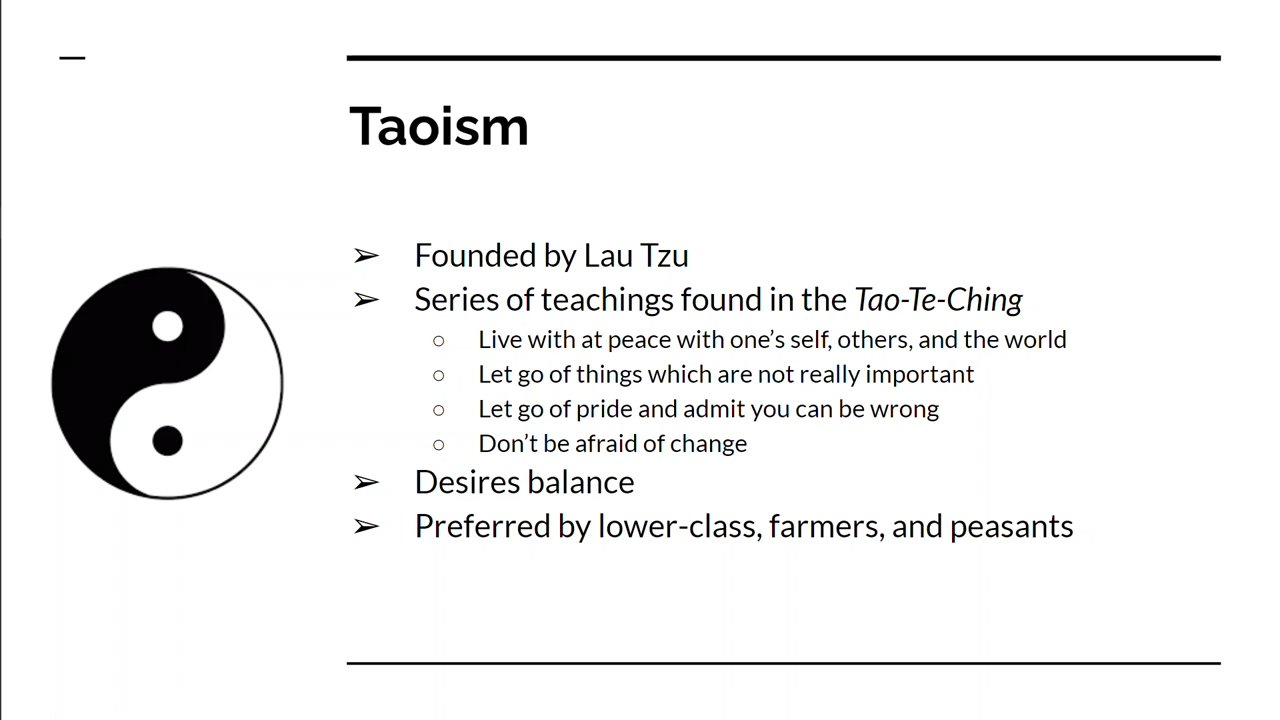 Taoism
➢ Founded by Lau Tzu
➢ Series of teachings found in the Tao-Te-Ching
○ Live with at peace with one’s self, others, and the world
○ Let go of things which are not really important
○ Let go of pride and admit you can be wrong
○ Don’t be afraid of change
➢ Desires balance
➢ Preferred by lower-class, farmers, and peasants